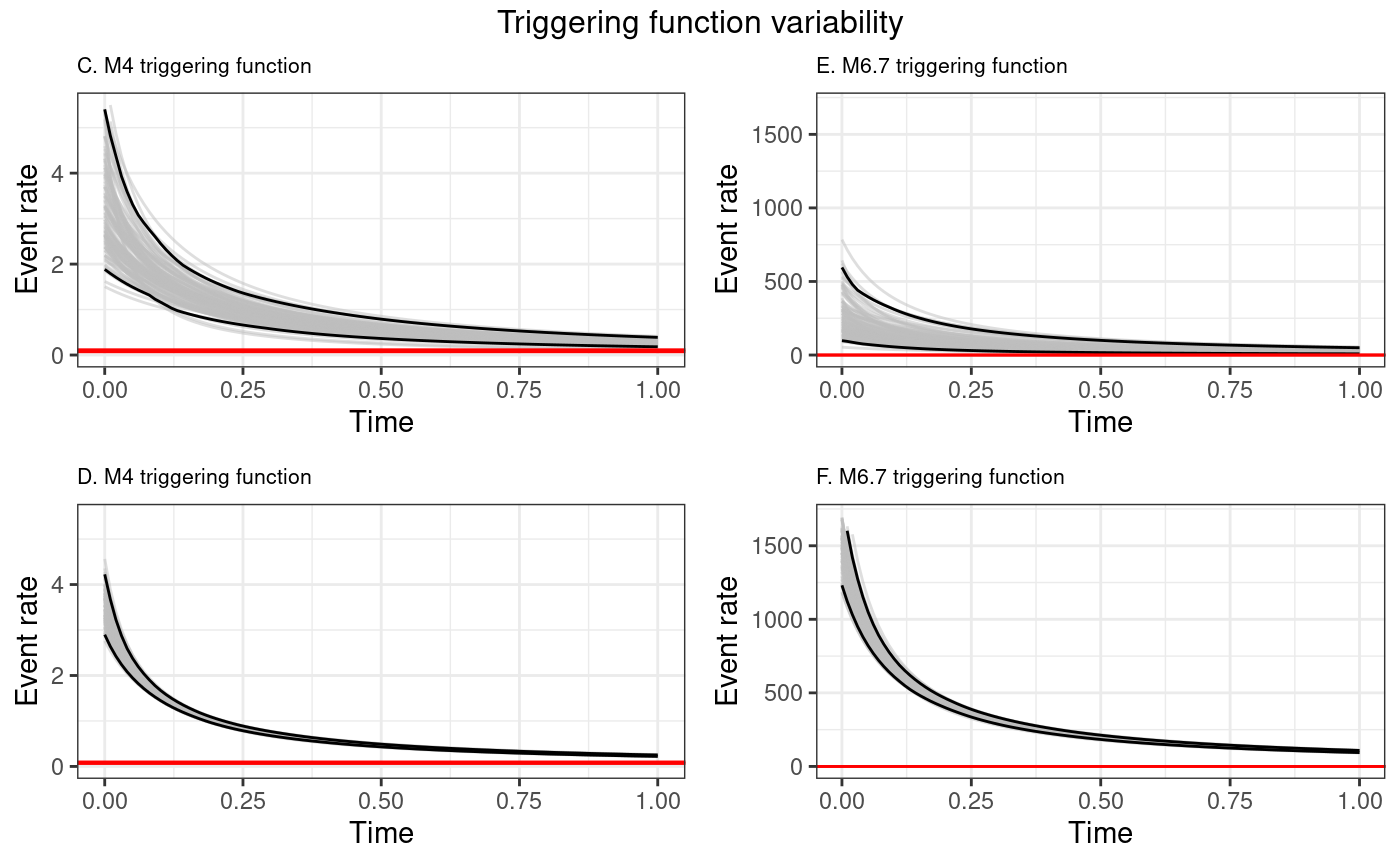 Triggering function variability
C. M4 triggering function
Event rate
4
2
0
0.00 0.25 0.50 0.75 1.00
Time
E. M6.7 triggering function
Event rate
1500
1000
500
0
0.00 0.25 0.50 0.75 1.00
Time
D. M4 triggering function
Event rate
4
2
0
0.00 0.25 0.50 0.75 1.00
Time
F. M6.7 triggering function
Event rate
1500
1000
500
0
0.00 0.25 0.50 0.75 1.00
Time